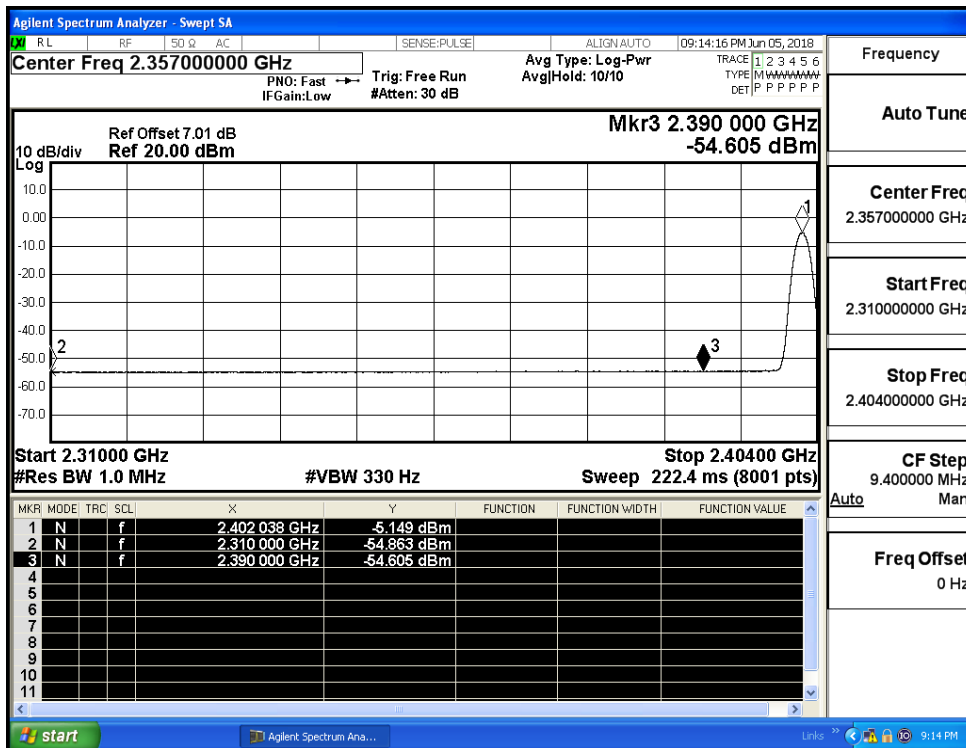 Agilent Spectrum Analyzer - Swept SA
LXI RL RF 50 Ω AC SENSE:PULSE ALIGN AUTO 09:14:16 PM Jun 05, 2018
Center Freq 2.357000000 GHz
PNO: Fast
IFGain:Low
Trig: Free Run
#Atten: 30 dB
Avg Type: Log-Pwr
Avg|Hold: 10/10
TRACE 1 2 3 4 5 6
TYPE M WWWWW
DET P P P P P P
Ref Offset 7.01 dB
10 dB/div Ref 20.00 dBm
Log
Mkr3 2.390 000 GHz
-54.605 dBm
10.0
0.00
-10.0
-20.0
-30.0
-40.0
-50.0
-60.0
-70.0
1
2
3
Start 2.31000 GHz Stop 2.40400 GHz
#Res BW 1.0 MHz #VBW 330 Hz Sweep 222.4 ms (8001 pts)
MKR MODE TRC SCL X Y FUNCTION FUNCTION WIDTH FUNCTION VALUE
1 N f 2.402 038 GHz -5.149 dBm
2 N f 2.310 000 GHz -54.863 dBm
3 N f 2.390 000 GHz -54.605 dBm
4
5
6
7
8
9
10
11
Frequency
Auto Tune
Center Freq
2.357000000 GHz
Start Freq
2.310000000 GHz
Stop Freq
2.404000000 GHz
CF Step
9.400000 MHz
Auto Man
Freq Offset
0 Hz
start Agilent Spectrum Ana... Links » 9:14 PM